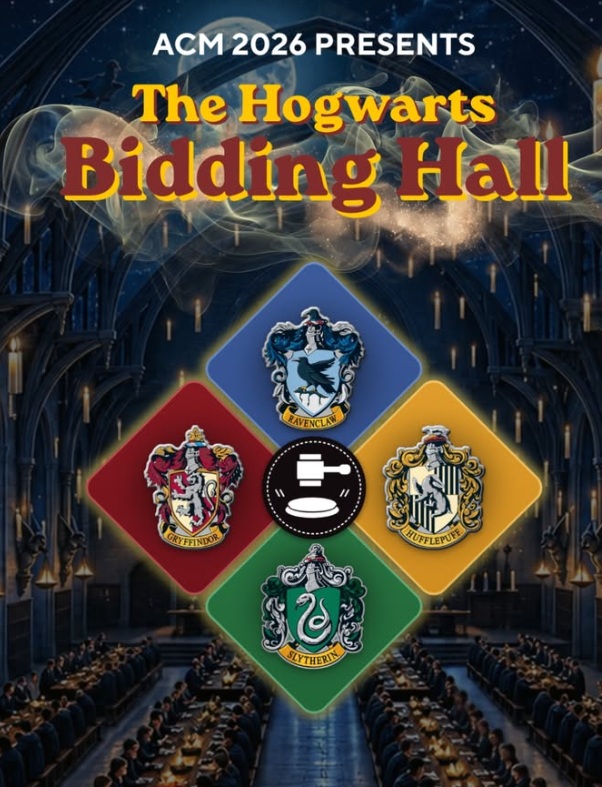 ACM 2026 PRESENTS
The Hogwarts
Bidding Hall
RAVENCLAW
GRYFFINDOR
HUFFLEPUFF
SLYTHERIN